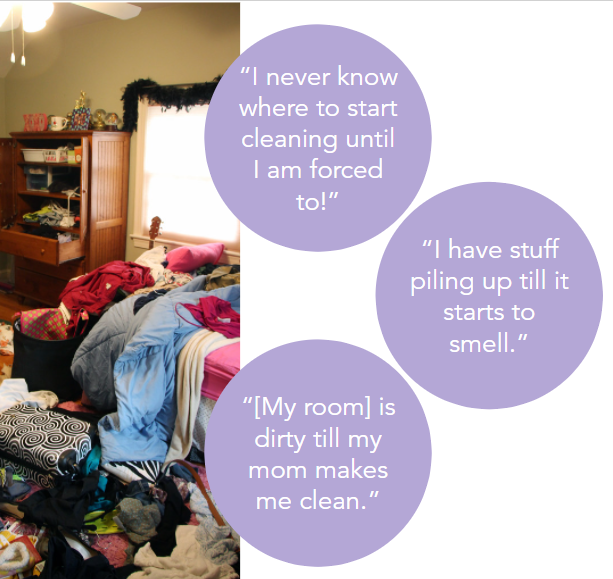 “I never know
where to start
cleaning until
I am forced
to!”
“I have stuff
piling up till it
starts to
smell.”
“[My room] is
dirty till my
mom makes
me clean.”